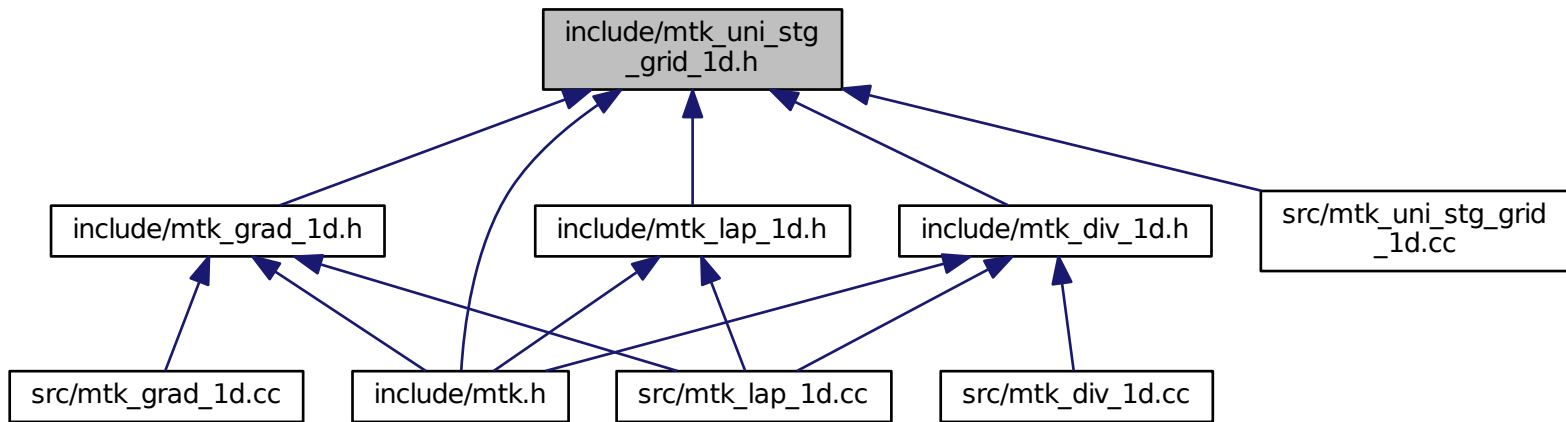 include/mtk_uni_stg
_grid_1d.h
include/mtk_grad_1d.h
include/mtk_lap_1d.h
include/mtk_div_1d.h
src/mtk_uni_stg_grid
_1d.cc
src/mtk_grad_1d.cc
include/mtk.h
src/mtk_lap_1d.cc
src/mtk_div_1d.cc